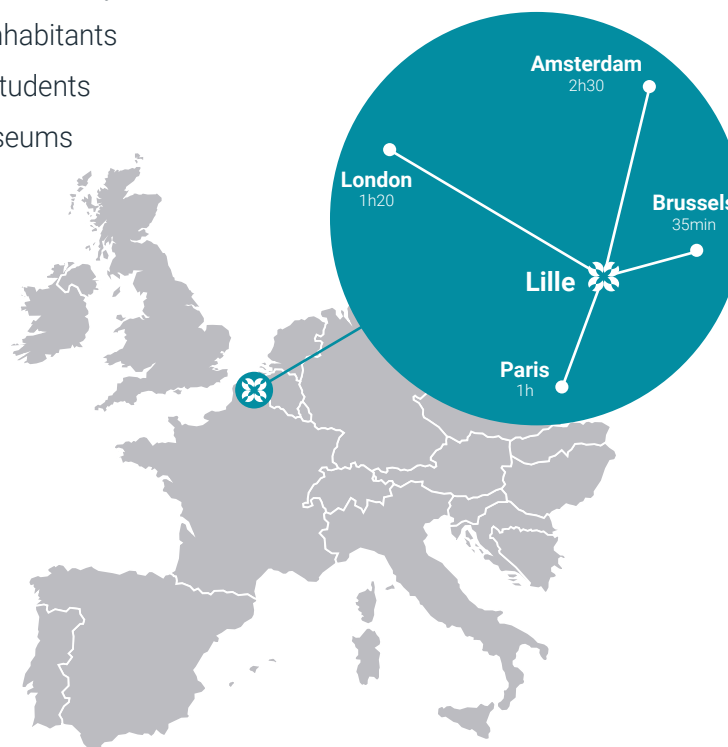 nhabitants
tudents
seums
Amsterdam
2h30
London
1h20
Brussels
35min
Lille
Paris
1h